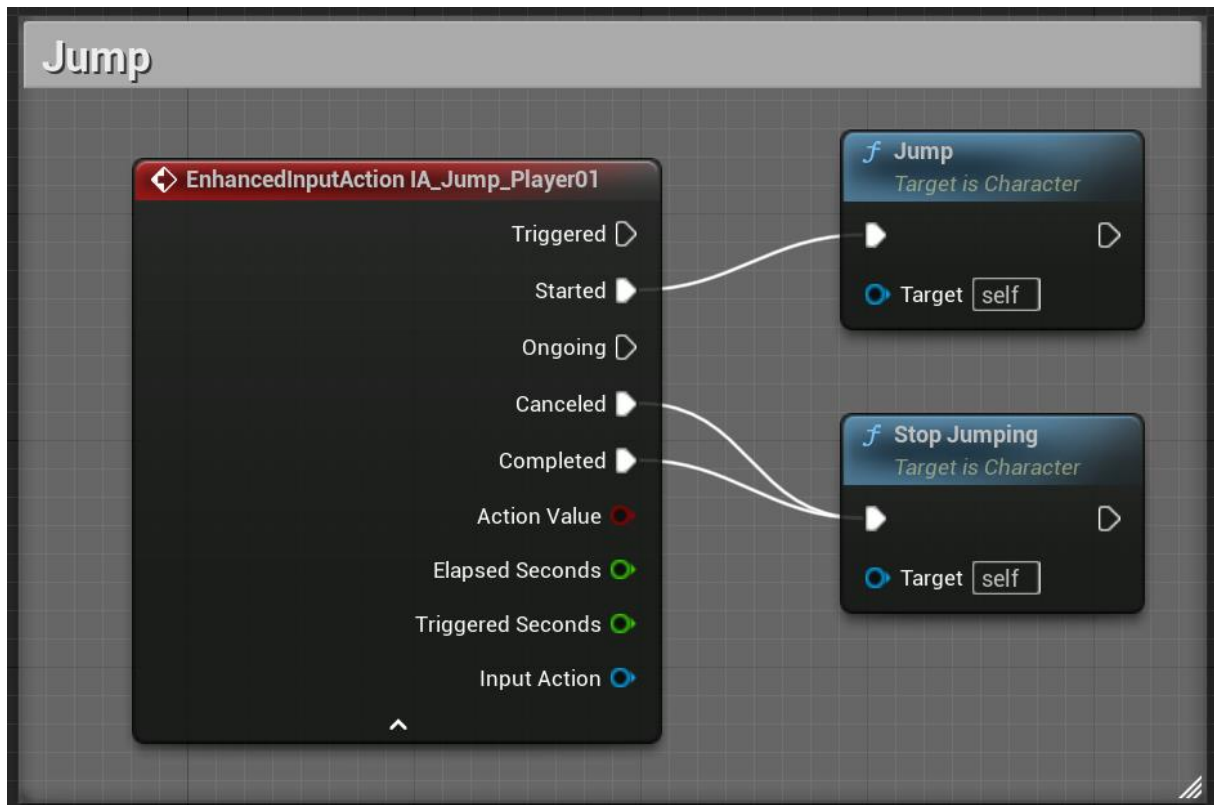 Jump
EnhancedInputAction IA_Jump_Player01
Triggered
Started
Ongoing
Canceled
Completed
Action Value
Elapsed Seconds
Triggered Seconds
Input Action
f Jump
Target is Character
Target self
f Stop Jumping
Target is Character
Target self